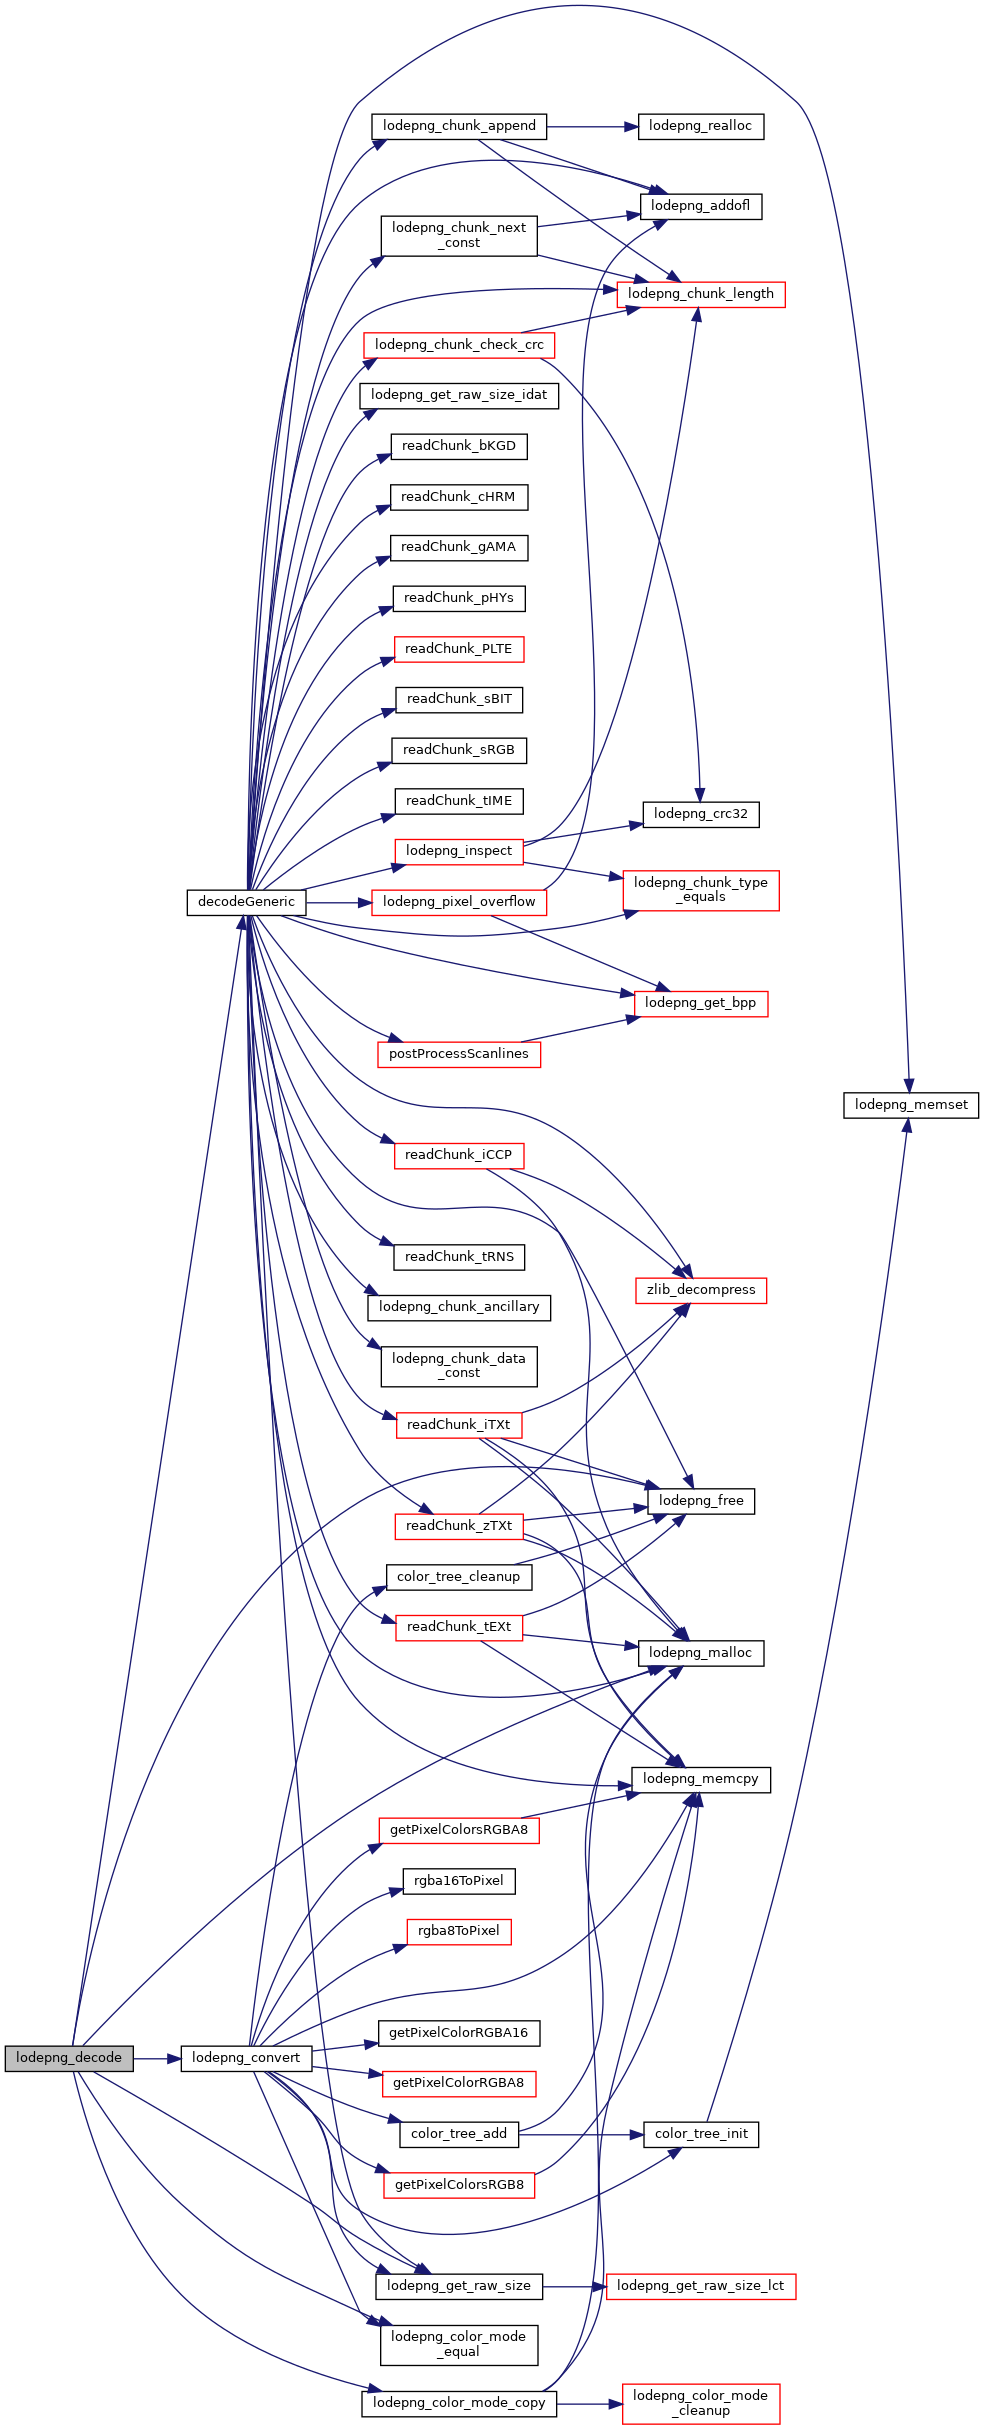 lodepng_chunk_append
lodepng_realloc
lodepng_addofl
lodepng_chunk_next
_const
lodepng_chunk_length
lodepng_chunk_check_crc
lodepng_get_raw_size_idat
readChunk_bKGD
readChunk_cHRM
readChunk_gAMA
readChunk_pHYs
readChunk_PLTE
readChunk_sBIT
readChunk_sRGB
readChunk_tIME
lodepng_crc32
lodepng_inspect
lodepng_chunk_type
_equals
decodeGeneric
lodepng_pixel_overflow
lodepng_get_bpp
postProcessScanlines
lodepng_memset
readChunk_iCCP
readChunk_tRNS
zlib_decompress
lodepng_chunk_ancillary
lodepng_chunk_data
_const
readChunk_iTXt
lodepng_free
readChunk_zTXt
color_tree_cleanup
readChunk_tEXt
lodepng_malloc
lodepng_memcpy
getPixelColorsRGBA8
rgba16ToPixel
rgba8ToPixel
getPixelColorRGBA16
lodepng_decode
lodepng_convert
getPixelColorRGBA8
color_tree_add
color_tree_init
getPixelColorsRGB8
lodepng_get_raw_size
lodepng_get_raw_size_lct
lodepng_color_mode
_equal
lodepng_color_mode_copy
lodepng_color_mode
_cleanup